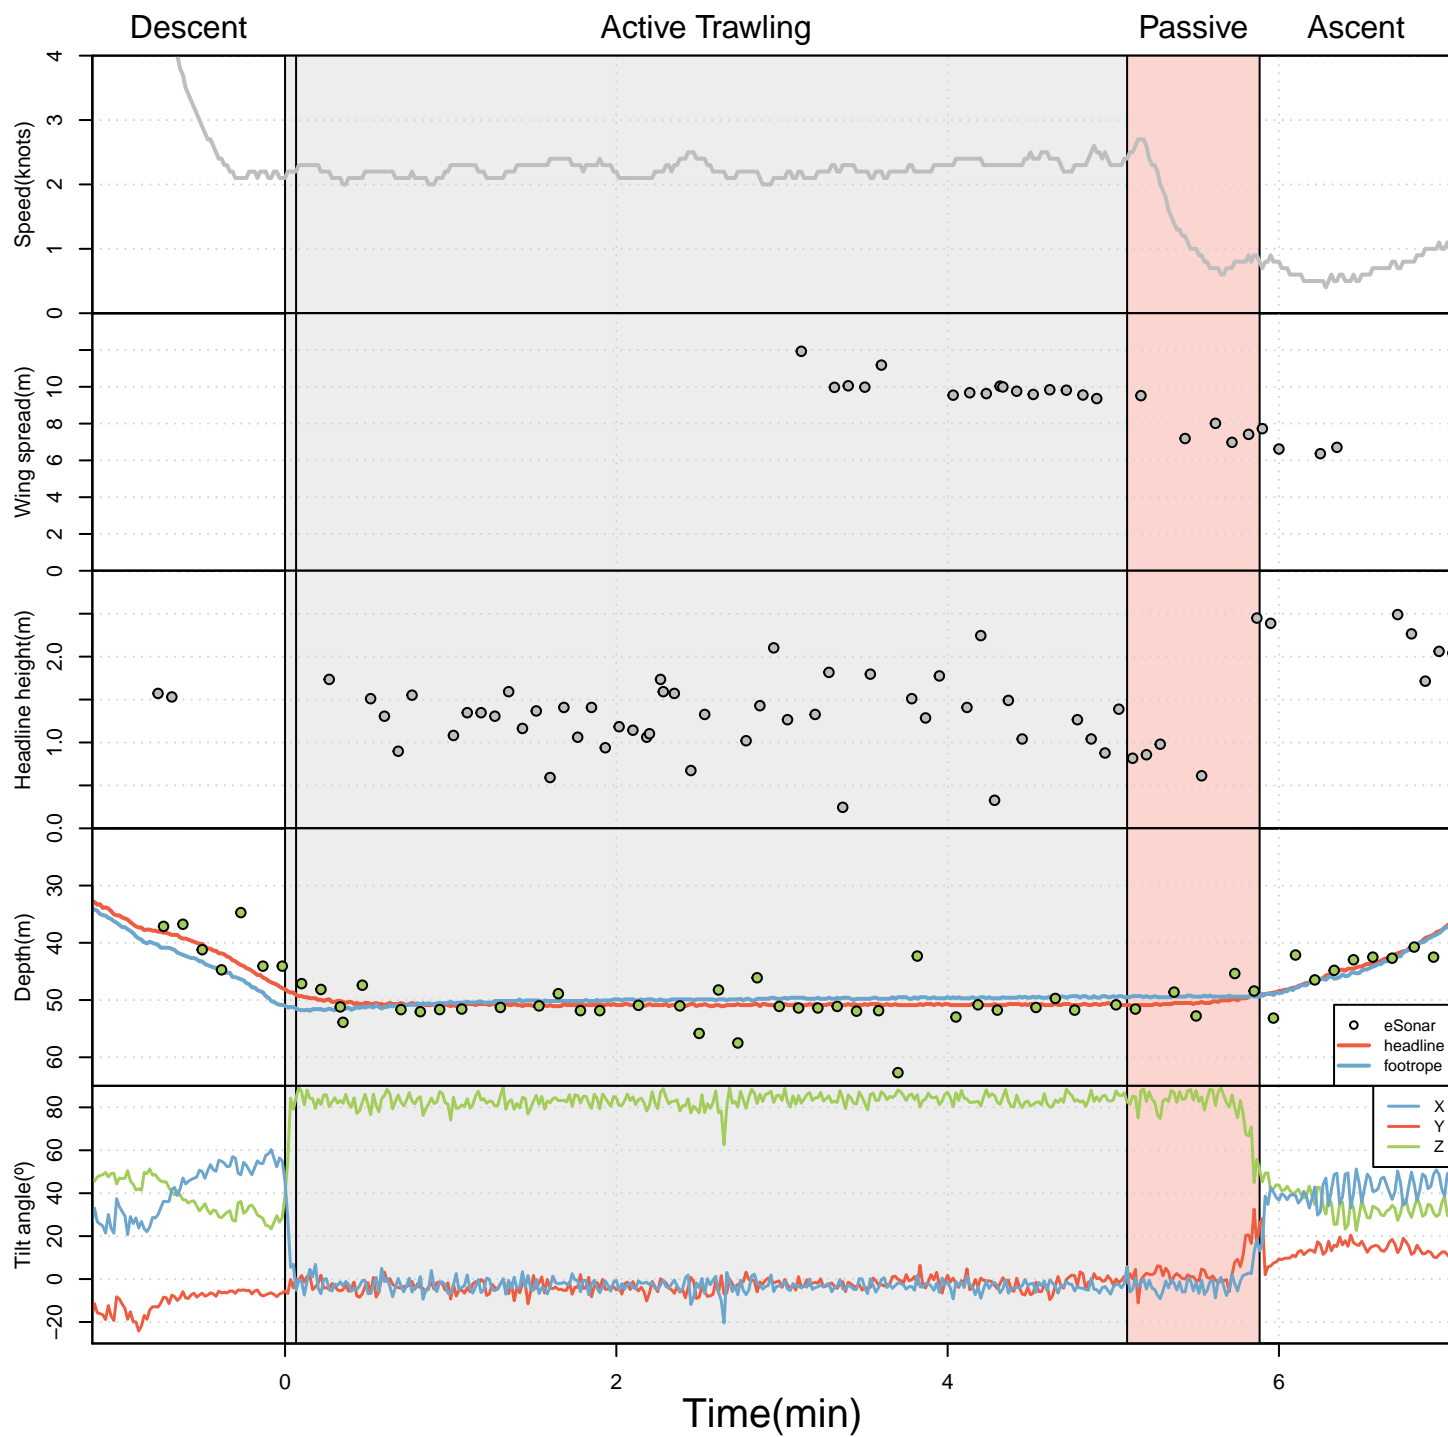 Descent Active Trawling Passive Ascent
Speed(knots)
4
3
2
1
0
Wing spread(m)
10
8
6
4
2
0
Headline height(m)
2.0
1.0
0.0
Depth(m)
30
40
50
60
eSonar
headline
footrope
Tilt angle(º)
80
60
40
20
0
−20
X
Y
Z
0 2 4 6
Time(min)